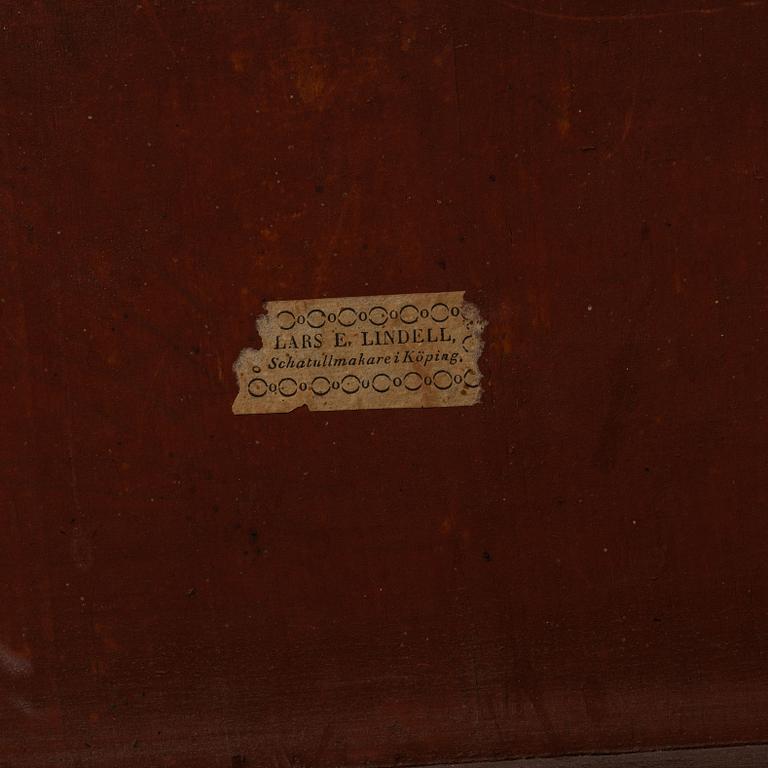 LARS E. LINDELL,
Schatullmakare i Köping.